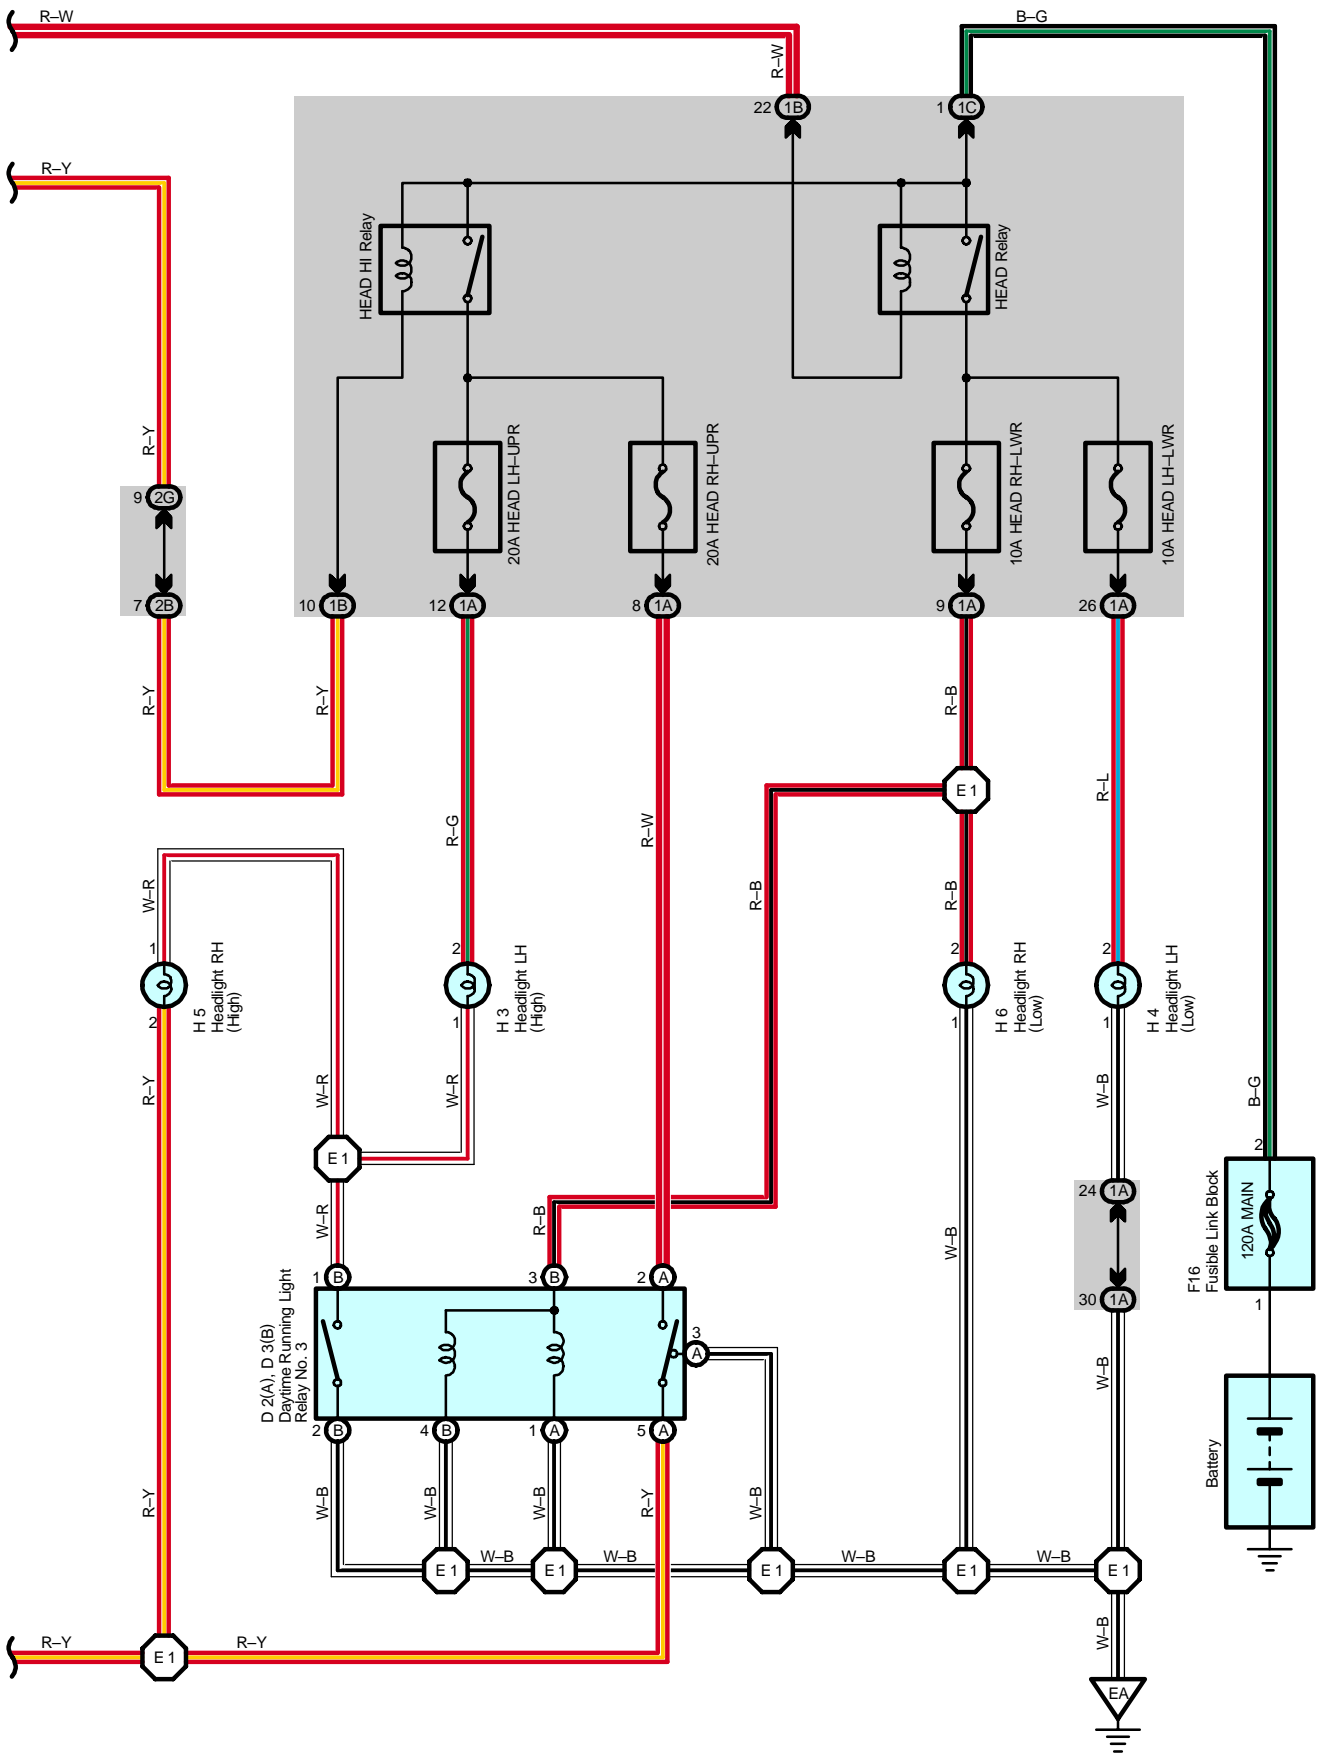 R–W
B–G
R–W
22 1B
1 1C
R–Y
HEAD HI Relay
HEAD Relay
R–Y
20A HEAD LH–UPR
20A HEAD RH–UPR
10A HEAD RH–LWR
10A HEAD LH–LWR
9 2G
7 2B
10 1B
12 1A
8 1A
9 1A
26 1A
R–Y
R–Y
R–B
E 1
R–L
R–G
R–W
W–R
R–B
R–B
1
2
2
2
H 5
Headlight RH
(High)
H 3
Headlight LH
(High)
H 6
Headlight RH
(Low)
H 4
Headlight LH
(Low)
2
1
1
1
R–Y
W–R
W–R
W–B
B–G
E 1
2
24 1A
W–R
R–B
W–B
F16
Fusible Link Block
120A MAIN
1 B
3 B
2 A
30 1A
1
D 2(A), D 3(B)
Daytime Running Light
Relay No. 3
3
A
W–B
2 B
4 B
1 A
5 A
Battery
R–Y
W–B
W–B
W–B
R–Y
W–B
W–B
W–B
W–B
W–B
E 1
E 1
E 1
E 1
E 1
R–Y
R–Y
W–B
E 1
EA